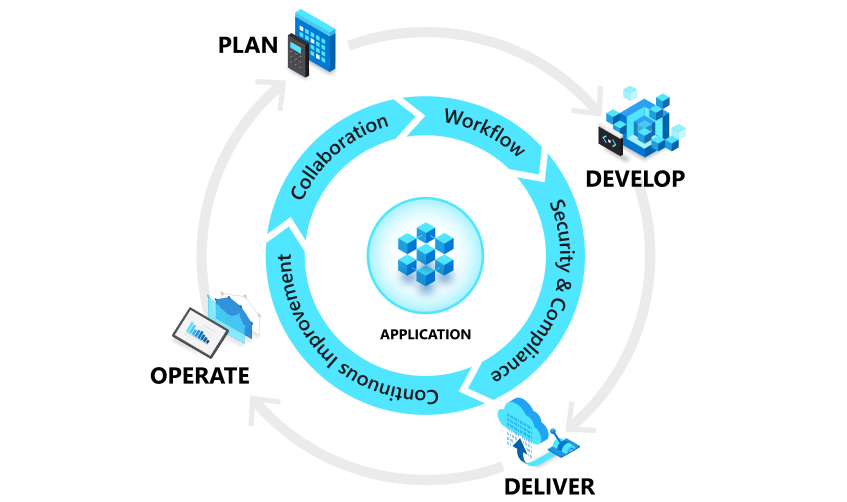 PLAN
DEVELOP
DELIVER
OPERATE
Collaboration
Workflow
Security & Compliance
Continuous Improvement
APPLICATION